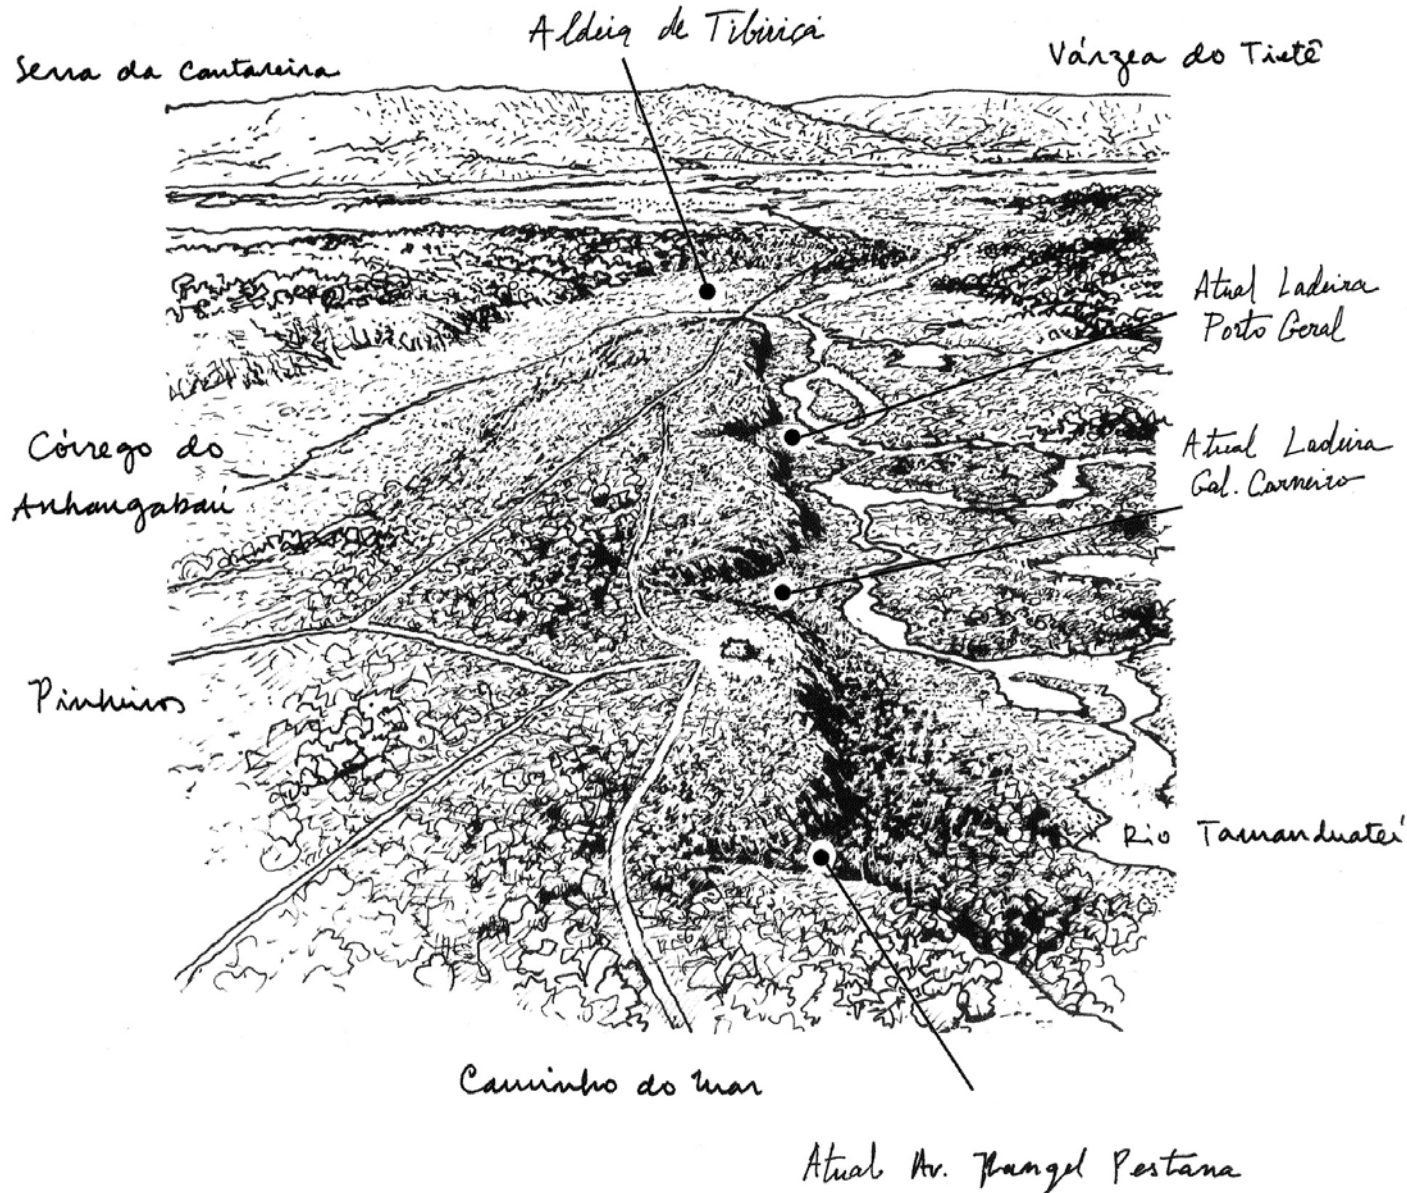 Aldeia de Tibiriçá
Serra da Cantareira
Várzea do Tietê
Atual Ladeira
Porto Geral
Córrego do
Anhangabaú
Atual Ladeira
Gal. Carneiro
Pinheiros
Rio Tamanduateí
Caminho do Mar
Atual Av. Rangel Pestana